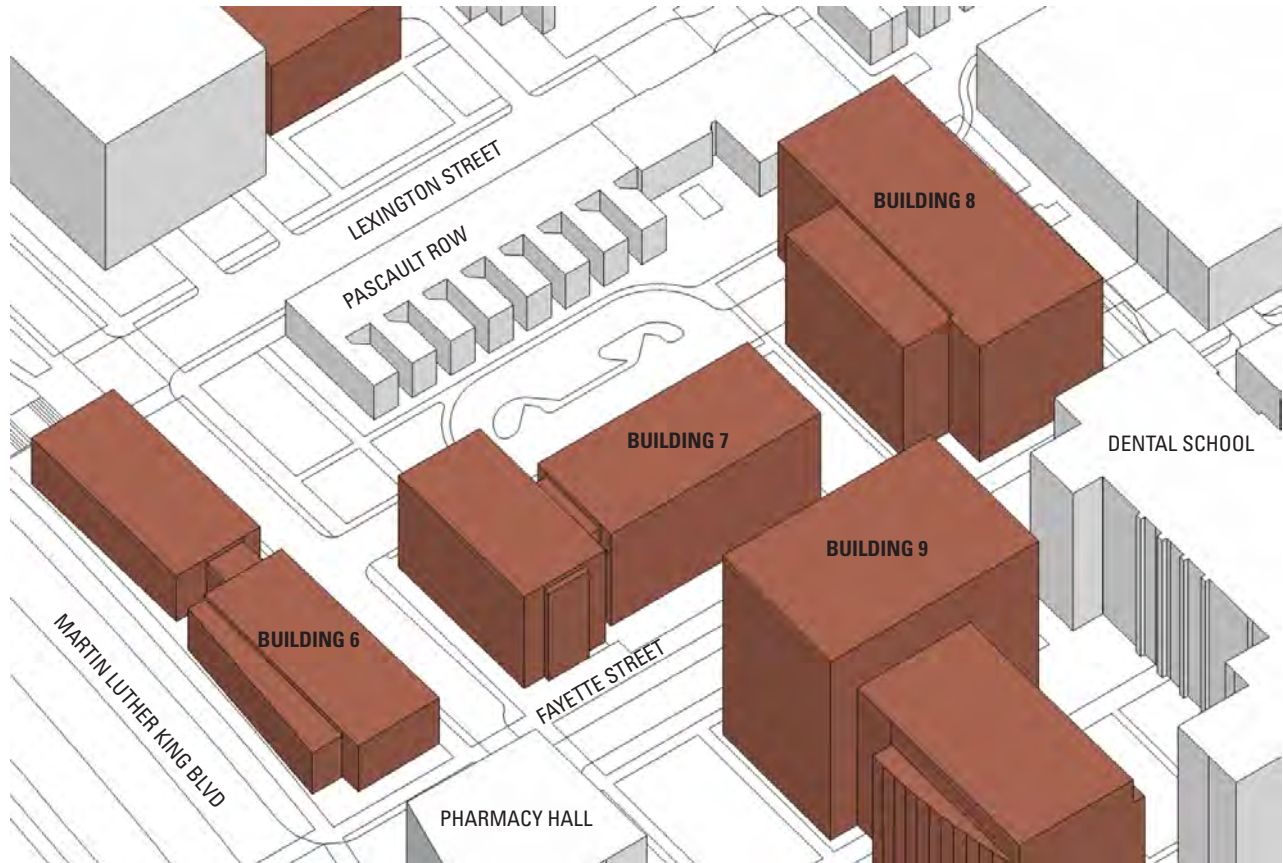 LEXINGTON STREET
PASCAULT ROW
BUILDING 8
BUILDING 7
DENTAL SCHOOL
BUILDING 9
BUILDING 6
FAYETTE STREET
MARTIN LUTHER KING BLVD
PHARMACY HALL